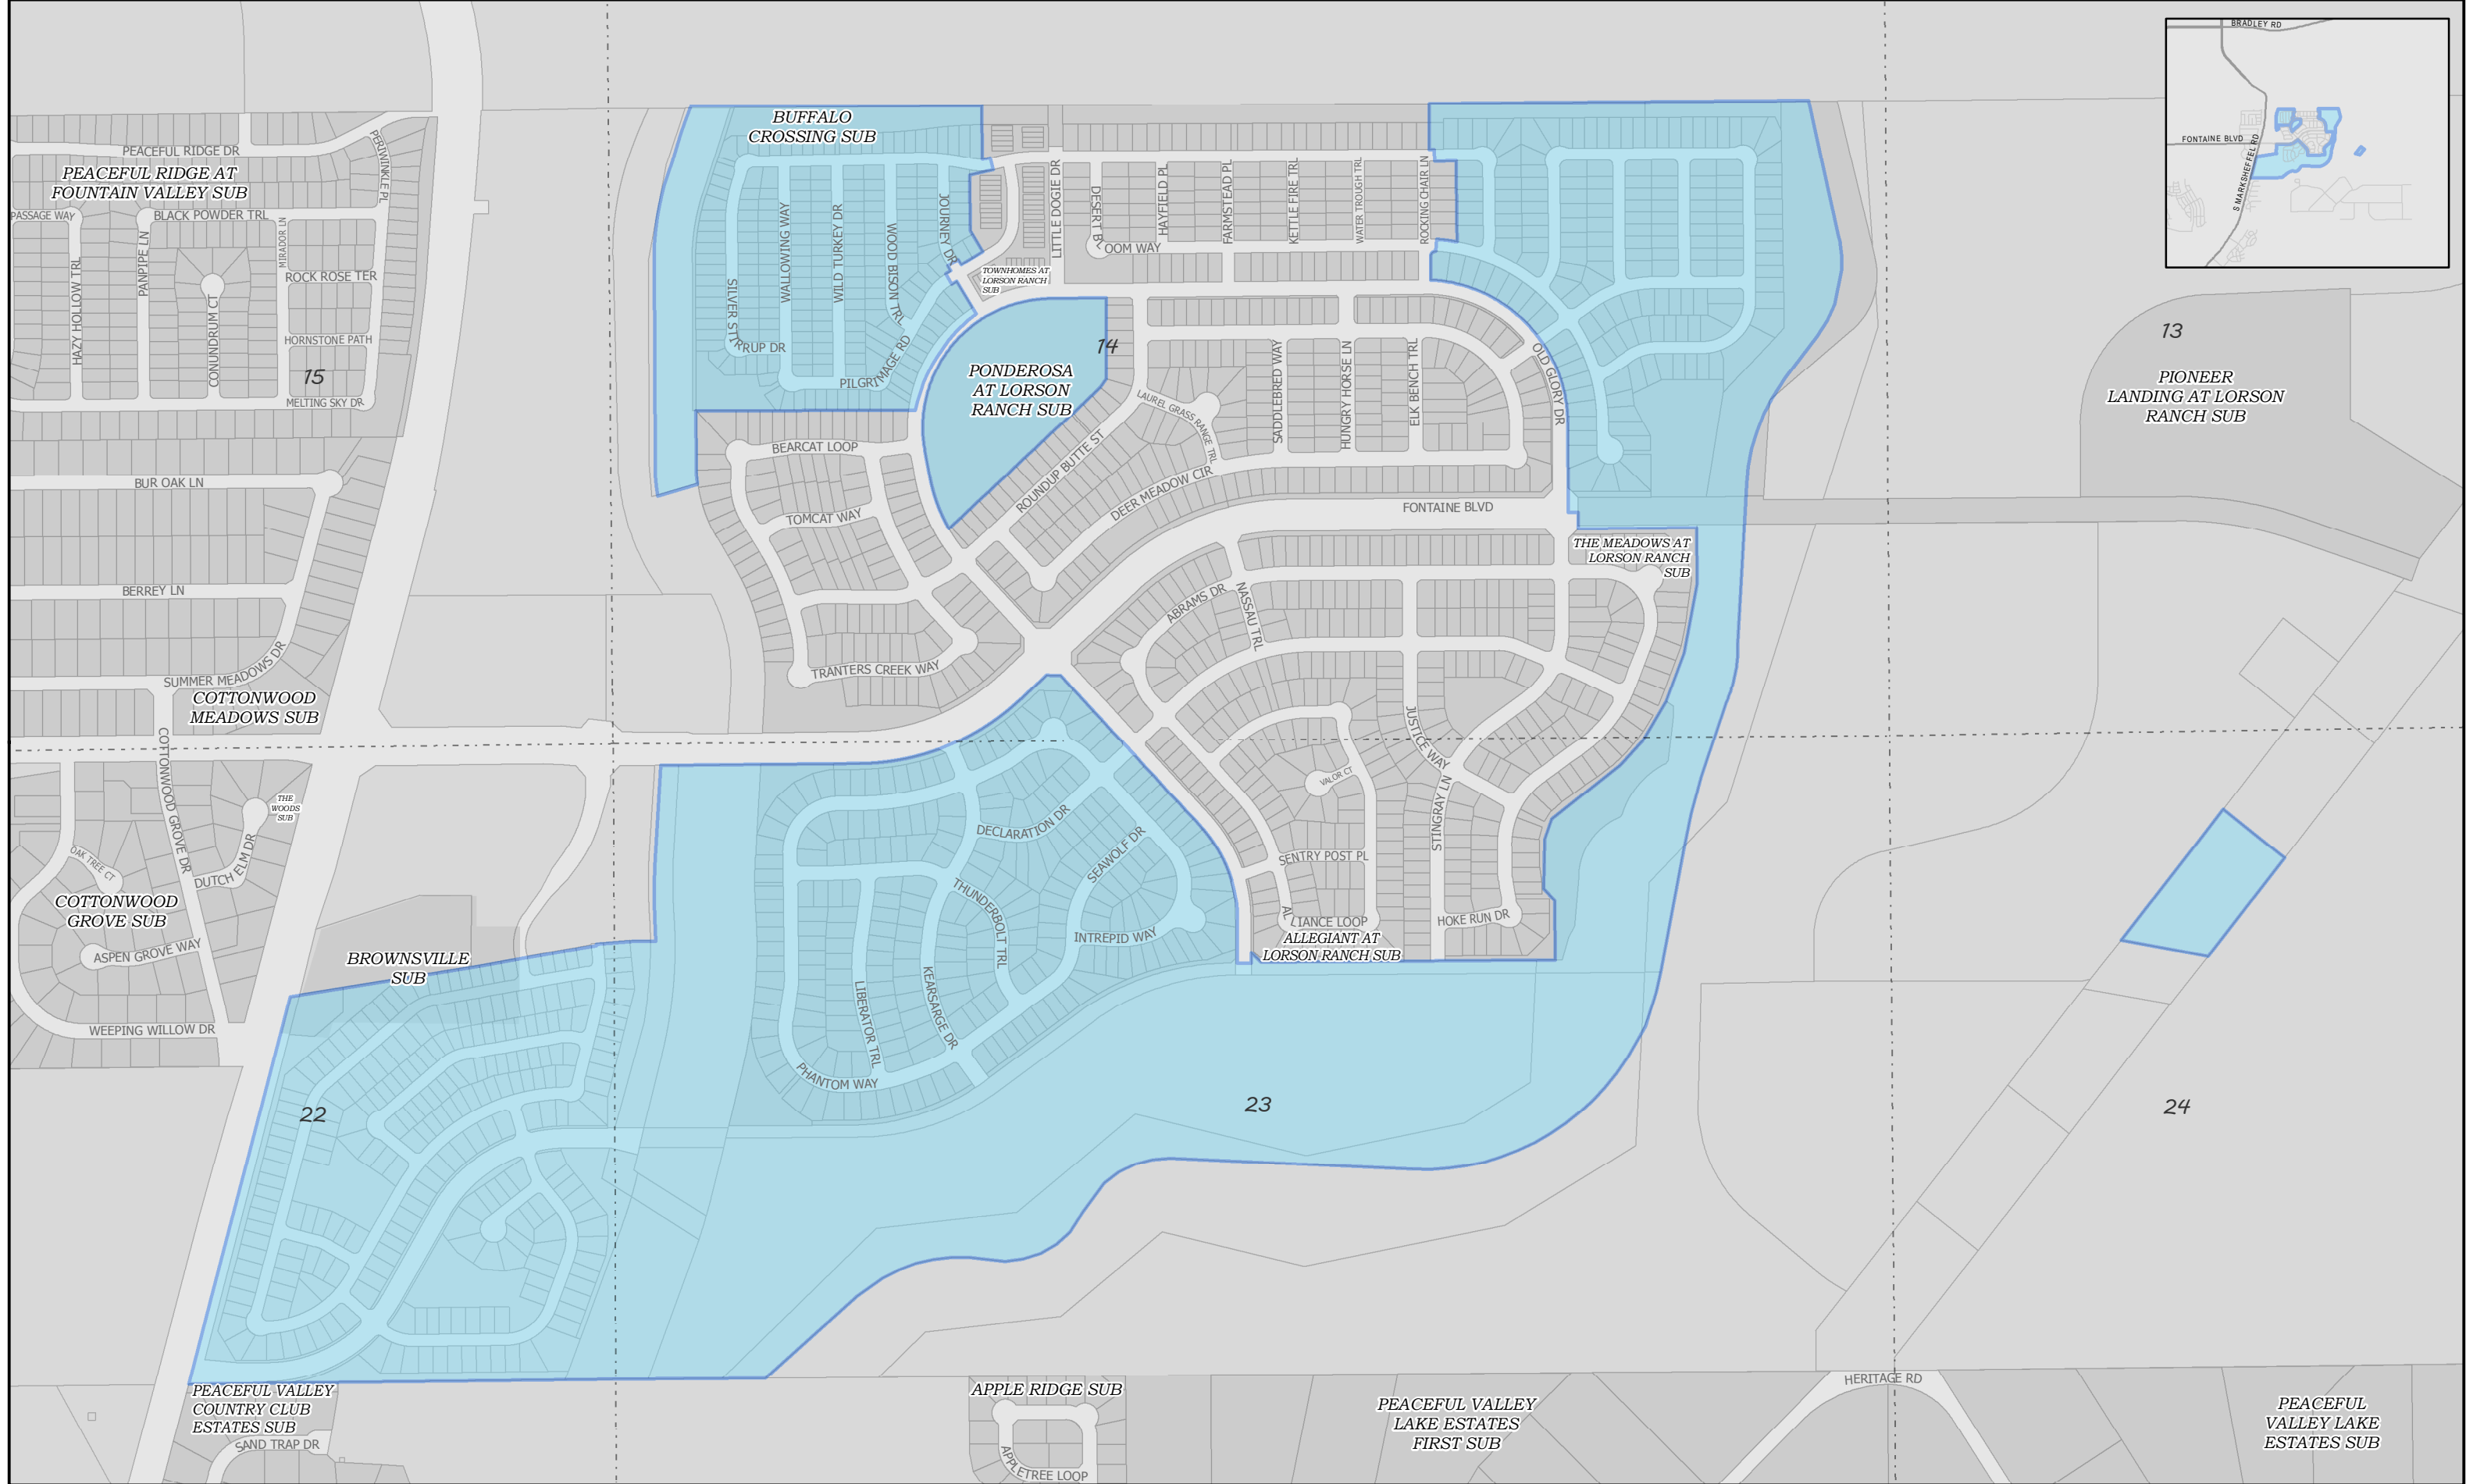 BRADLEY RD
FONTAINE BLVD
S MARKSHEFFEL RD
BUFFALO
CROSSING SUB
PERIWINKLE PL
PEACEFUL RIDGE DR
PEACEFUL RIDGE AT
FOUNTAIN VALLEY SUB
PASSAGE WAY
BLACK POWDER TRL
MIRADOR LN
PANPIPE LN
HAZY HOLLOW TRL
CONUNDRUM CT
ROCK ROSE TER
HORNSTONE PATH
15
MELTING SKY DR
BUR OAK LN
BERREY LN
SUMMER MEADOWS DR
COTTONWOOD
MEADOWS SUB
SILVER STIRRUP DR
WALLOWING WAY
WILD TURKEY DR
WOOD BISON TRL
JOURNEY DR
PILGRIMAGE RD
LITTLE DOGIE DR
DESERT BLOOM WAY
HAYFIELD PL
FARMSTEAD PL
KETTLE FIRE TRL
WATER TROUGH TRL
ROCKING CHAIR LN
TOWNHOMES AT
LORSON RANCH
SUB
14
PONDEROSA
AT LORSON
RANCH SUB
LAUREL GRASS RANGE TRL
SADDLEBRED WAY
HUNGRY HORSE LN
ELK BENCH TRL
OLD GLORY DR
13
PIONEER
LANDING AT LORSON
RANCH SUB
BEARCAT LOOP
ROUNDUP BUTTE ST
DEER MEADOW CIR
FONTAINE BLVD
TOMCAT WAY
THE MEADOWS AT
LORSON RANCH
SUB
ABRAMS DR
NASSAU TRL
TRANTERS CREEK WAY
JUSTICE WAY
VALOR CT
STINGRAY LN
COTTONWOOD GROVE DR
THE
WOODS
SUB
OAK TREE CT
DUTCH ELM DR
COTTONWOOD
GROVE SUB
ASPEN GROVE WAY
WEEPING WILLOW DR
DECLARATION DR
SEAWOLF DR
SENTRY POST PL
THUNDERBOLT TRL
INTREPID WAY
ALLIANCE LOOP
HOKE RUN DR
ALLEGIANT AT
LORSON RANCH SUB
BROWNSVILLE
SUB
LIBERATOR TRL
KEARSARGE DR
PHANTOM WAY
22
23
24
PEACEFUL VALLEY
COUNTRY CLUB
ESTATES SUB
SAND TRAP DR
APPLE RIDGE SUB
APPLETREE LOOP
PEACEFUL VALLEY
LAKE ESTATES
FIRST SUB
HERITAGE RD
PEACEFUL
VALLEY LAKE
ESTATES SUB